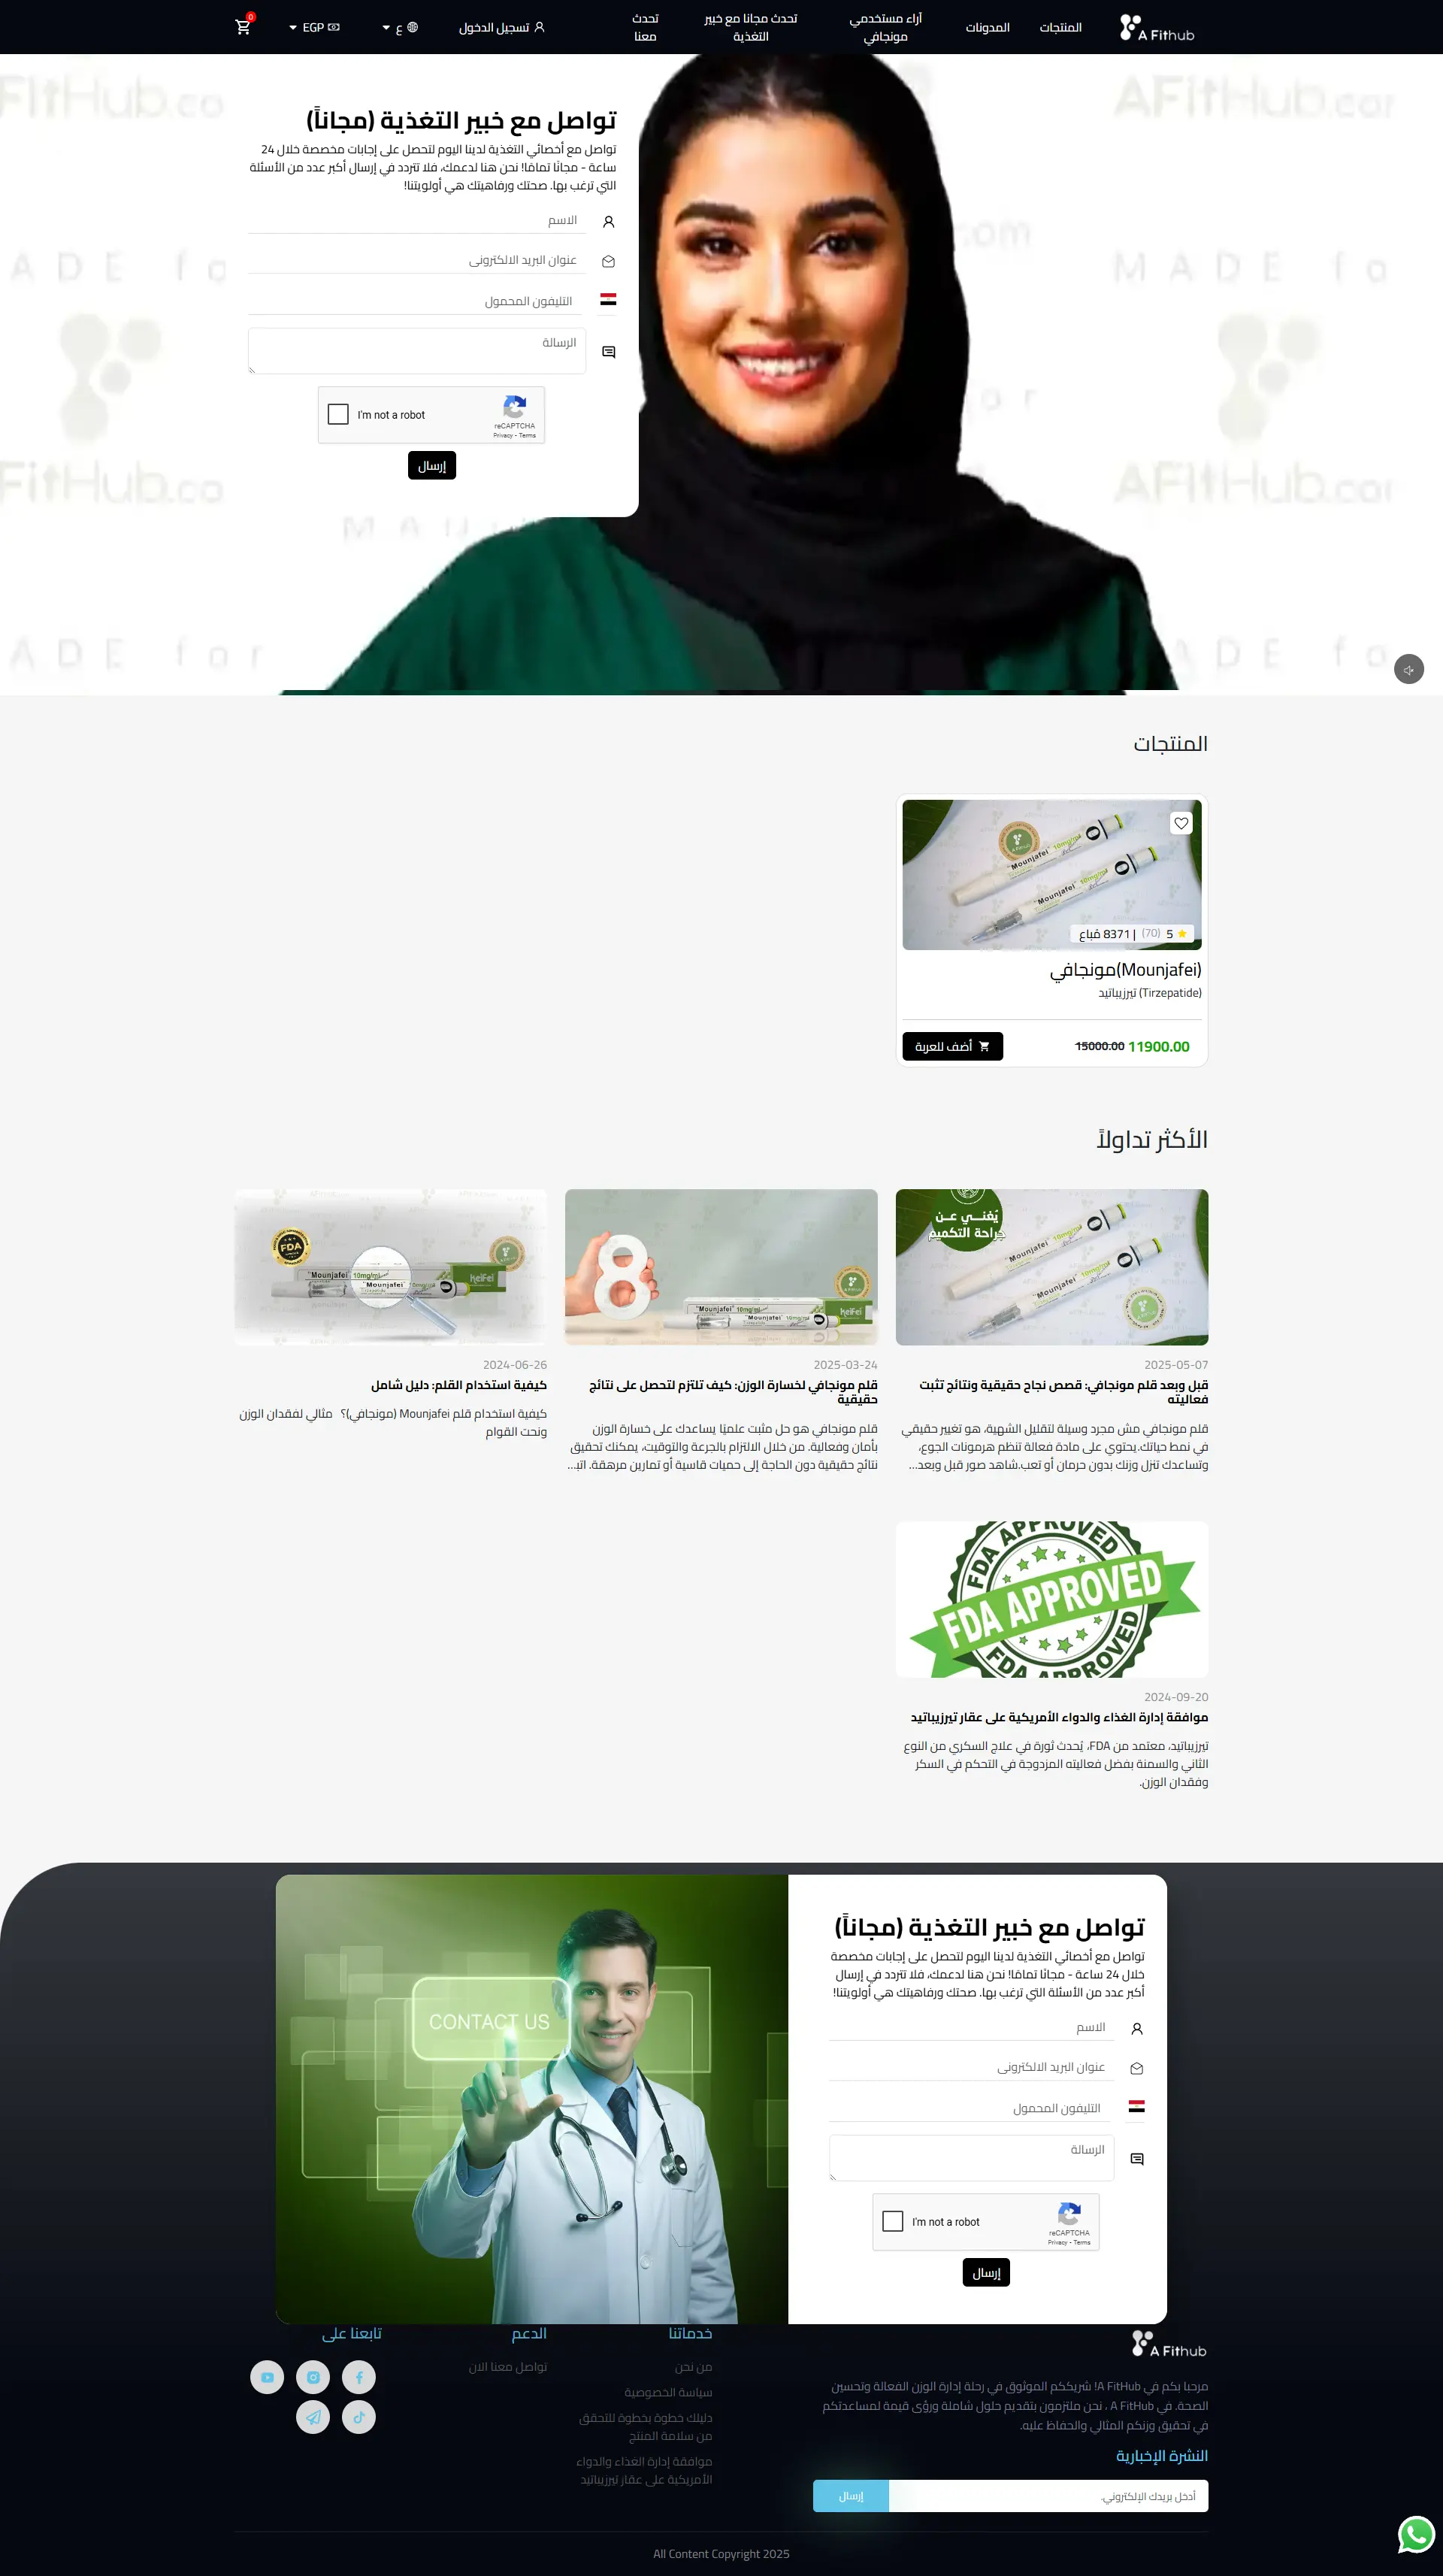 A Fithub
المنتجات
المدونات
آراء مستخدمي
مونجافي
تحدث مجانا مع خبير
التغذية
تحدث
معنا
تسجيل الدخول
ع
EGP
0
تواصل مع خبير التغذية (مجاناً)
تواصل مع أخصائي التغذية لدينا اليوم لتحصل على إجابات مخصصة خلال 24
ساعة - مجانًا تمامًا! نحن هنا لدعمك، فلا تتردد في إرسال أكبر عدد من الأسئلة
التي ترغب بها. صحتك ورفاهيتك هي أولويتنا!
الاسم
عنوان البريد الالكترونى
التليفون المحمول
الرسالة
I'm not a robot
reCAPTCHA
Privacy - Terms
إرسال
المنتجات
5 (70) | 8371 مُباع
(Mounjafei)مونجافي
(Tirzepatide) تيرزيباتيد
11900.00 15000.00
أضف للعربة
الأكثر تداولاً
يُغني عن
جراحة التكميم
2025-05-07
قبل وبعد قلم مونجافي: قصص نجاح حقيقية ونتائج تثبت
فعاليته
قلم مونجافي مش مجرد وسيلة لتقليل الشهية، هو تغيير حقيقي
في نمط حياتك.يحتوي على مادة فعالة تنظم هرمونات الجوع،
وتساعدك تنزل وزنك بدون حرمان أو تعب.شاهد صور قبل وبعد...
2025-03-24
قلم مونجافي لخسارة الوزن: كيف تلتزم لتحصل على نتائج
حقيقية
قلم مونجافي هو حل مثبت علميًا يساعدك على خسارة الوزن
بأمان وفعالية. من خلال الالتزام بالجرعة والتوقيت، يمكنك تحقيق
نتائج حقيقية دون الحاجة إلى حميات قاسية أو تمارين مرهقة. اتب...
2024-06-26
كيفية استخدام القلم: دليل شامل
كيفية استخدام قلم Mounjafei (مونجافي)؟ مثالي لفقدان الوزن
ونحت القوام
FDA APPROVED
FDA APPROVED
FDA APPROVED
2024-09-20
موافقة إدارة الغذاء والدواء الأمريكية على عقار تيرزيباتيد
تيرزيباتيد، معتمد من FDA، يُحدث ثورة في علاج السكري من النوع
الثاني والسمنة بفضل فعاليته المزدوجة في التحكم في السكر
وفقدان الوزن.
تواصل مع خبير التغذية (مجاناً)
تواصل مع أخصائي التغذية لدينا اليوم لتحصل على إجابات مخصصة
خلال 24 ساعة - مجانًا تمامًا! نحن هنا لدعمك، فلا تتردد في إرسال
أكبر عدد من الأسئلة التي ترغب بها. صحتك ورفاهيتك هي أولويتنا!
الاسم
عنوان البريد الالكترونى
التليفون المحمول
الرسالة
I'm not a robot
reCAPTCHA
Privacy - Terms
إرسال
CONTACT US
A Fithub
مرحبا بكم في A FitHub! شريككم الموثوق في رحلة إدارة الوزن الفعالة وتحسين
الصحة. في A FitHub ، نحن ملتزمون بتقديم حلول شاملة ورؤى قيمة لمساعدتكم
في تحقيق وزنكم المثالي والحفاظ عليه.
النشرة الإخبارية
أدخل بريدك الإلكتروني.
إرسال
خدماتنا
من نحن
سياسة الخصوصية
دليلك خطوة بخطوة للتحقق
من سلامة المنتج
موافقة إدارة الغذاء والدواء
الأمريكية على عقار تيرزيباتيد
الدعم
تواصل معنا الان
تابعنا على
All Content Copyright 2025